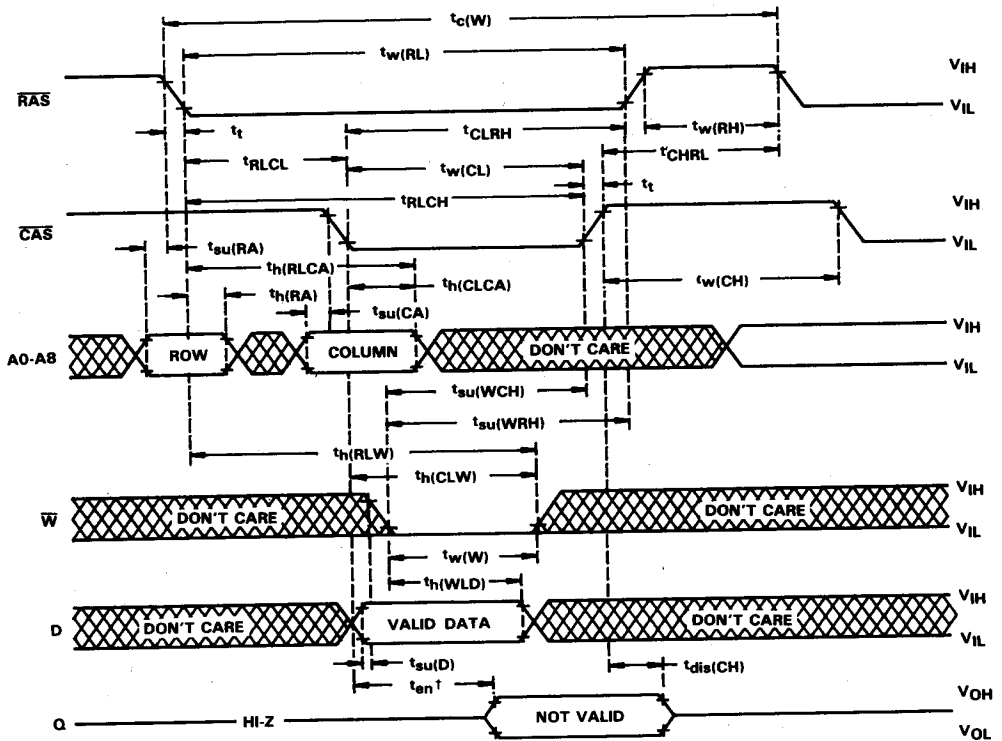 tc(W)
tw(RL)
VIH
RAS
VIL
tt
tCLRH
tw(RH)
tRLCL
tCHRL
tw(CL)
tRLCH
tt
VIH
CAS
VIL
tsu(RA)
th(RLCA)
tw(CH)
th(RA)
th(CLCA)
tsu(CA)
VIH
A0-A8
ROW
COLUMN
DON'T CARE
VIL
tsu(WCH)
tsu(WRH)
th(RLW)
th(CLW)
VIH
W
DON'T CARE
DON'T CARE
VIL
tw(W)
th(WLD)
VIH
D
DON'T CARE
VALID DATA
DON'T CARE
VIL
tsu(D)
tdis(CH)
ten†
VOH
Q
HI-Z
NOT VALID
VOL